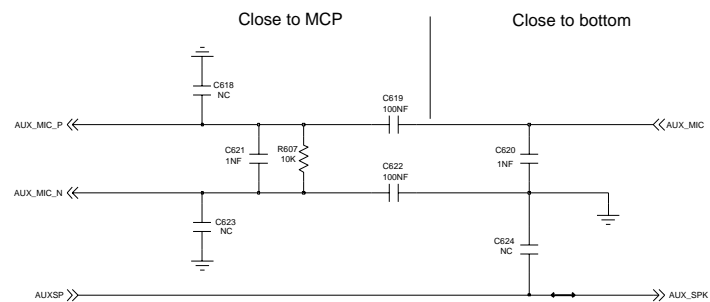 Close to MCP
Close to bottom
C618
NC
C619
100NF
AUX_MIC_P
AUX_MIC
C621
1NF
R607
10K
C620
1NF
C622
100NF
AUX_MIC_N
C623
NC
C624
NC
AUXSP
AUX_SPK